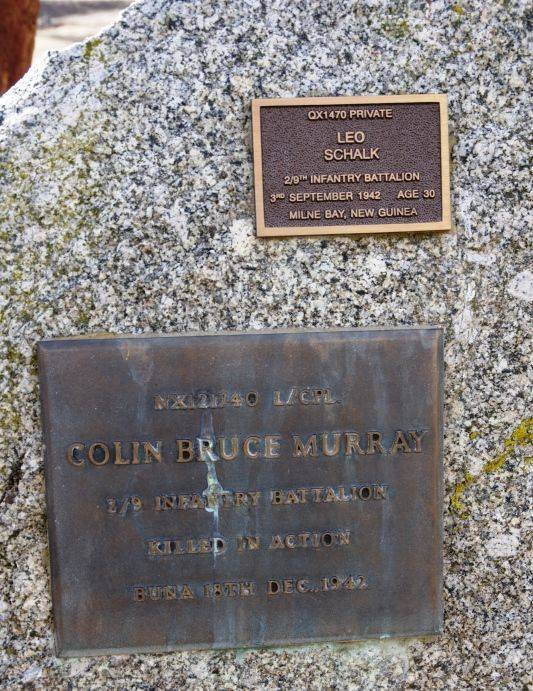 QX1470 PRIVATE
LEO
SCHALK
2/9TH INFANTRY BATTALION
3RD SEPTEMBER 1942 AGE 30
MILNE BAY, NEW GUINEA
L/CPL.
COLIN BRUCE MURRAY
2/9 INFANTRY BATTALION
KILLED IN ACTION
BUNA 18TH DEC., 1942